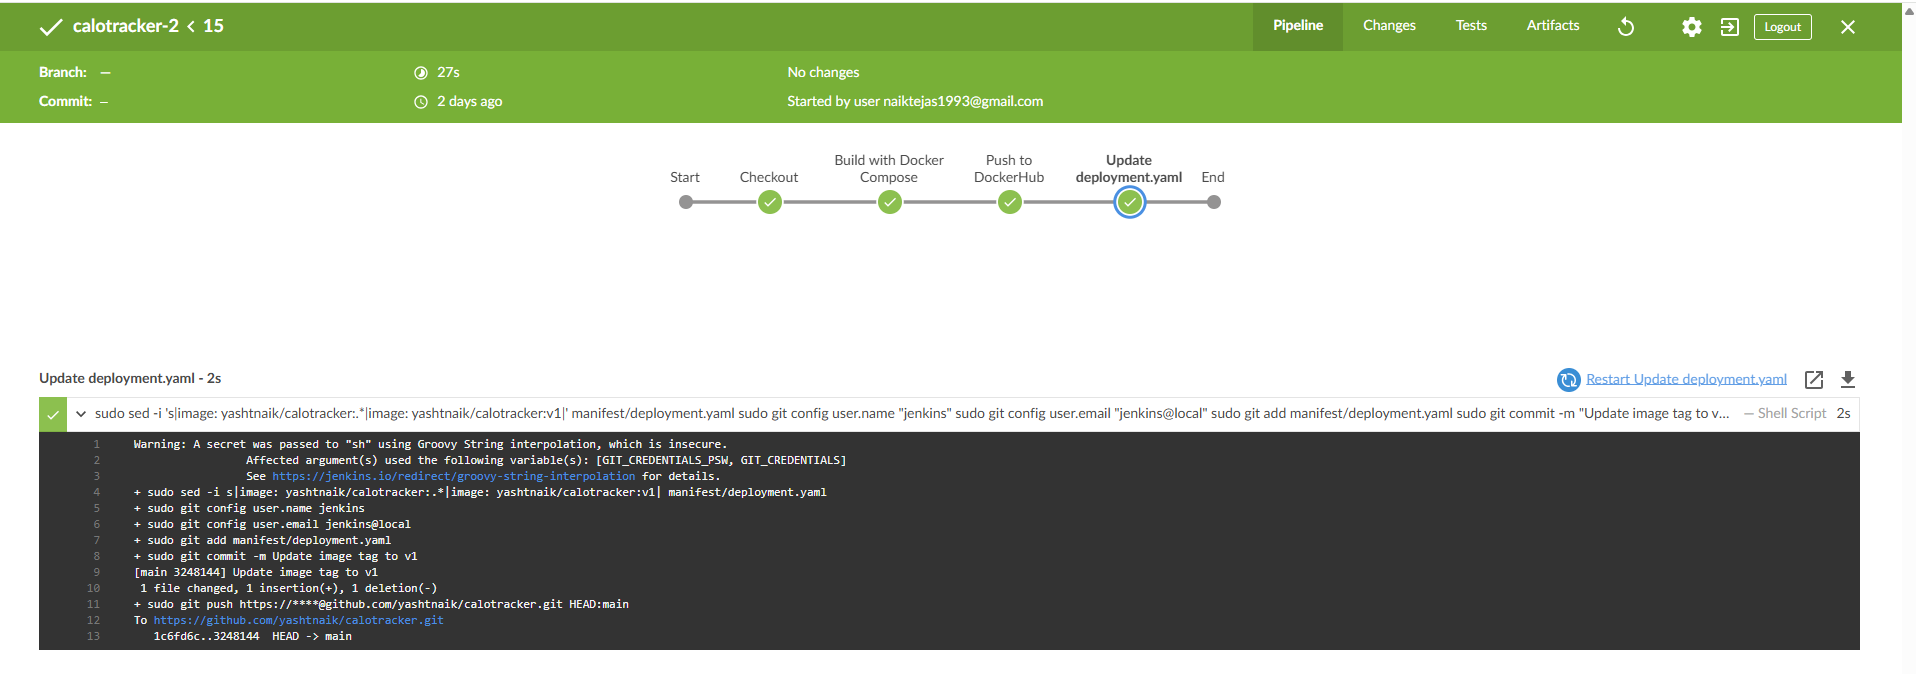 calotracker-2 < 15
Pipeline
Changes
Tests
Artifacts
Logout
Branch: —
27s
No changes
Commit: —
2 days ago
Started by user naiktejas1993@gmail.com
Start
Checkout
Build with Docker
Compose
Push to
DockerHub
Update
deployment.yaml
End
Update deployment.yaml - 2s
Restart Update deployment.yaml
sudo sed -i 's|image: yashtnaik/calotracker:.*|image: yashtnaik/calotracker:v1|' manifest/deployment.yaml sudo git config user.name "jenkins" sudo git config user.email "jenkins@local" sudo git add manifest/deployment.yaml sudo git commit -m "Update image tag to v... — Shell Script 2s
1 Warning: A secret was passed to "sh" using Groovy String interpolation, which is insecure.
2 Affected argument(s) used the following variable(s): [GIT_CREDENTIALS_PSW, GIT_CREDENTIALS]
3 See https://jenkins.io/redirect/groovy-string-interpolation for details.
4 + sudo sed -i s|image: yashtnaik/calotracker:.*|image: yashtnaik/calotracker:v1| manifest/deployment.yaml
5 + sudo git config user.name jenkins
6 + sudo git config user.email jenkins@local
7 + sudo git add manifest/deployment.yaml
8 + sudo git commit -m Update image tag to v1
9 [main 3248144] Update image tag to v1
10 1 file changed, 1 insertion(+), 1 deletion(-)
11 + sudo git push https://****@github.com/yashtnaik/calotracker.git HEAD:main
12 To https://github.com/yashtnaik/calotracker.git
13 1c6fd6c..3248144 HEAD -> main